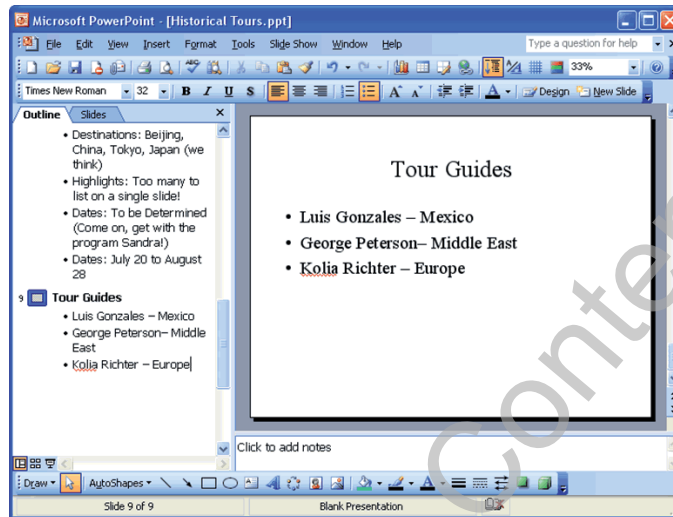 Microsoft PowerPoint - [Historical Tours.ppt]
File Edit View Insert Format Tools Slide Show Window Help Type a question for help
33%
Times New Roman 32 B I U S A A A Design New Slide
Outline Slides
• Destinations: Beijing,
China, Tokyo, Japan (we
think)
• Highlights: Too many to
list on a single slide!
• Dates: To be Determined
(Come on, get with the
program Sandra!)
• Dates: July 20 to August
28
9 Tour Guides
• Luis Gonzales – Mexico
• George Peterson– Middle
East
• Kolia Richter – Europe
Tour Guides
• Luis Gonzales – Mexico
• George Peterson– Middle East
• Kolia Richter – Europe
Click to add notes
Draw AutoShapes A A
Slide 9 of 9 Blank Presentation
Conte